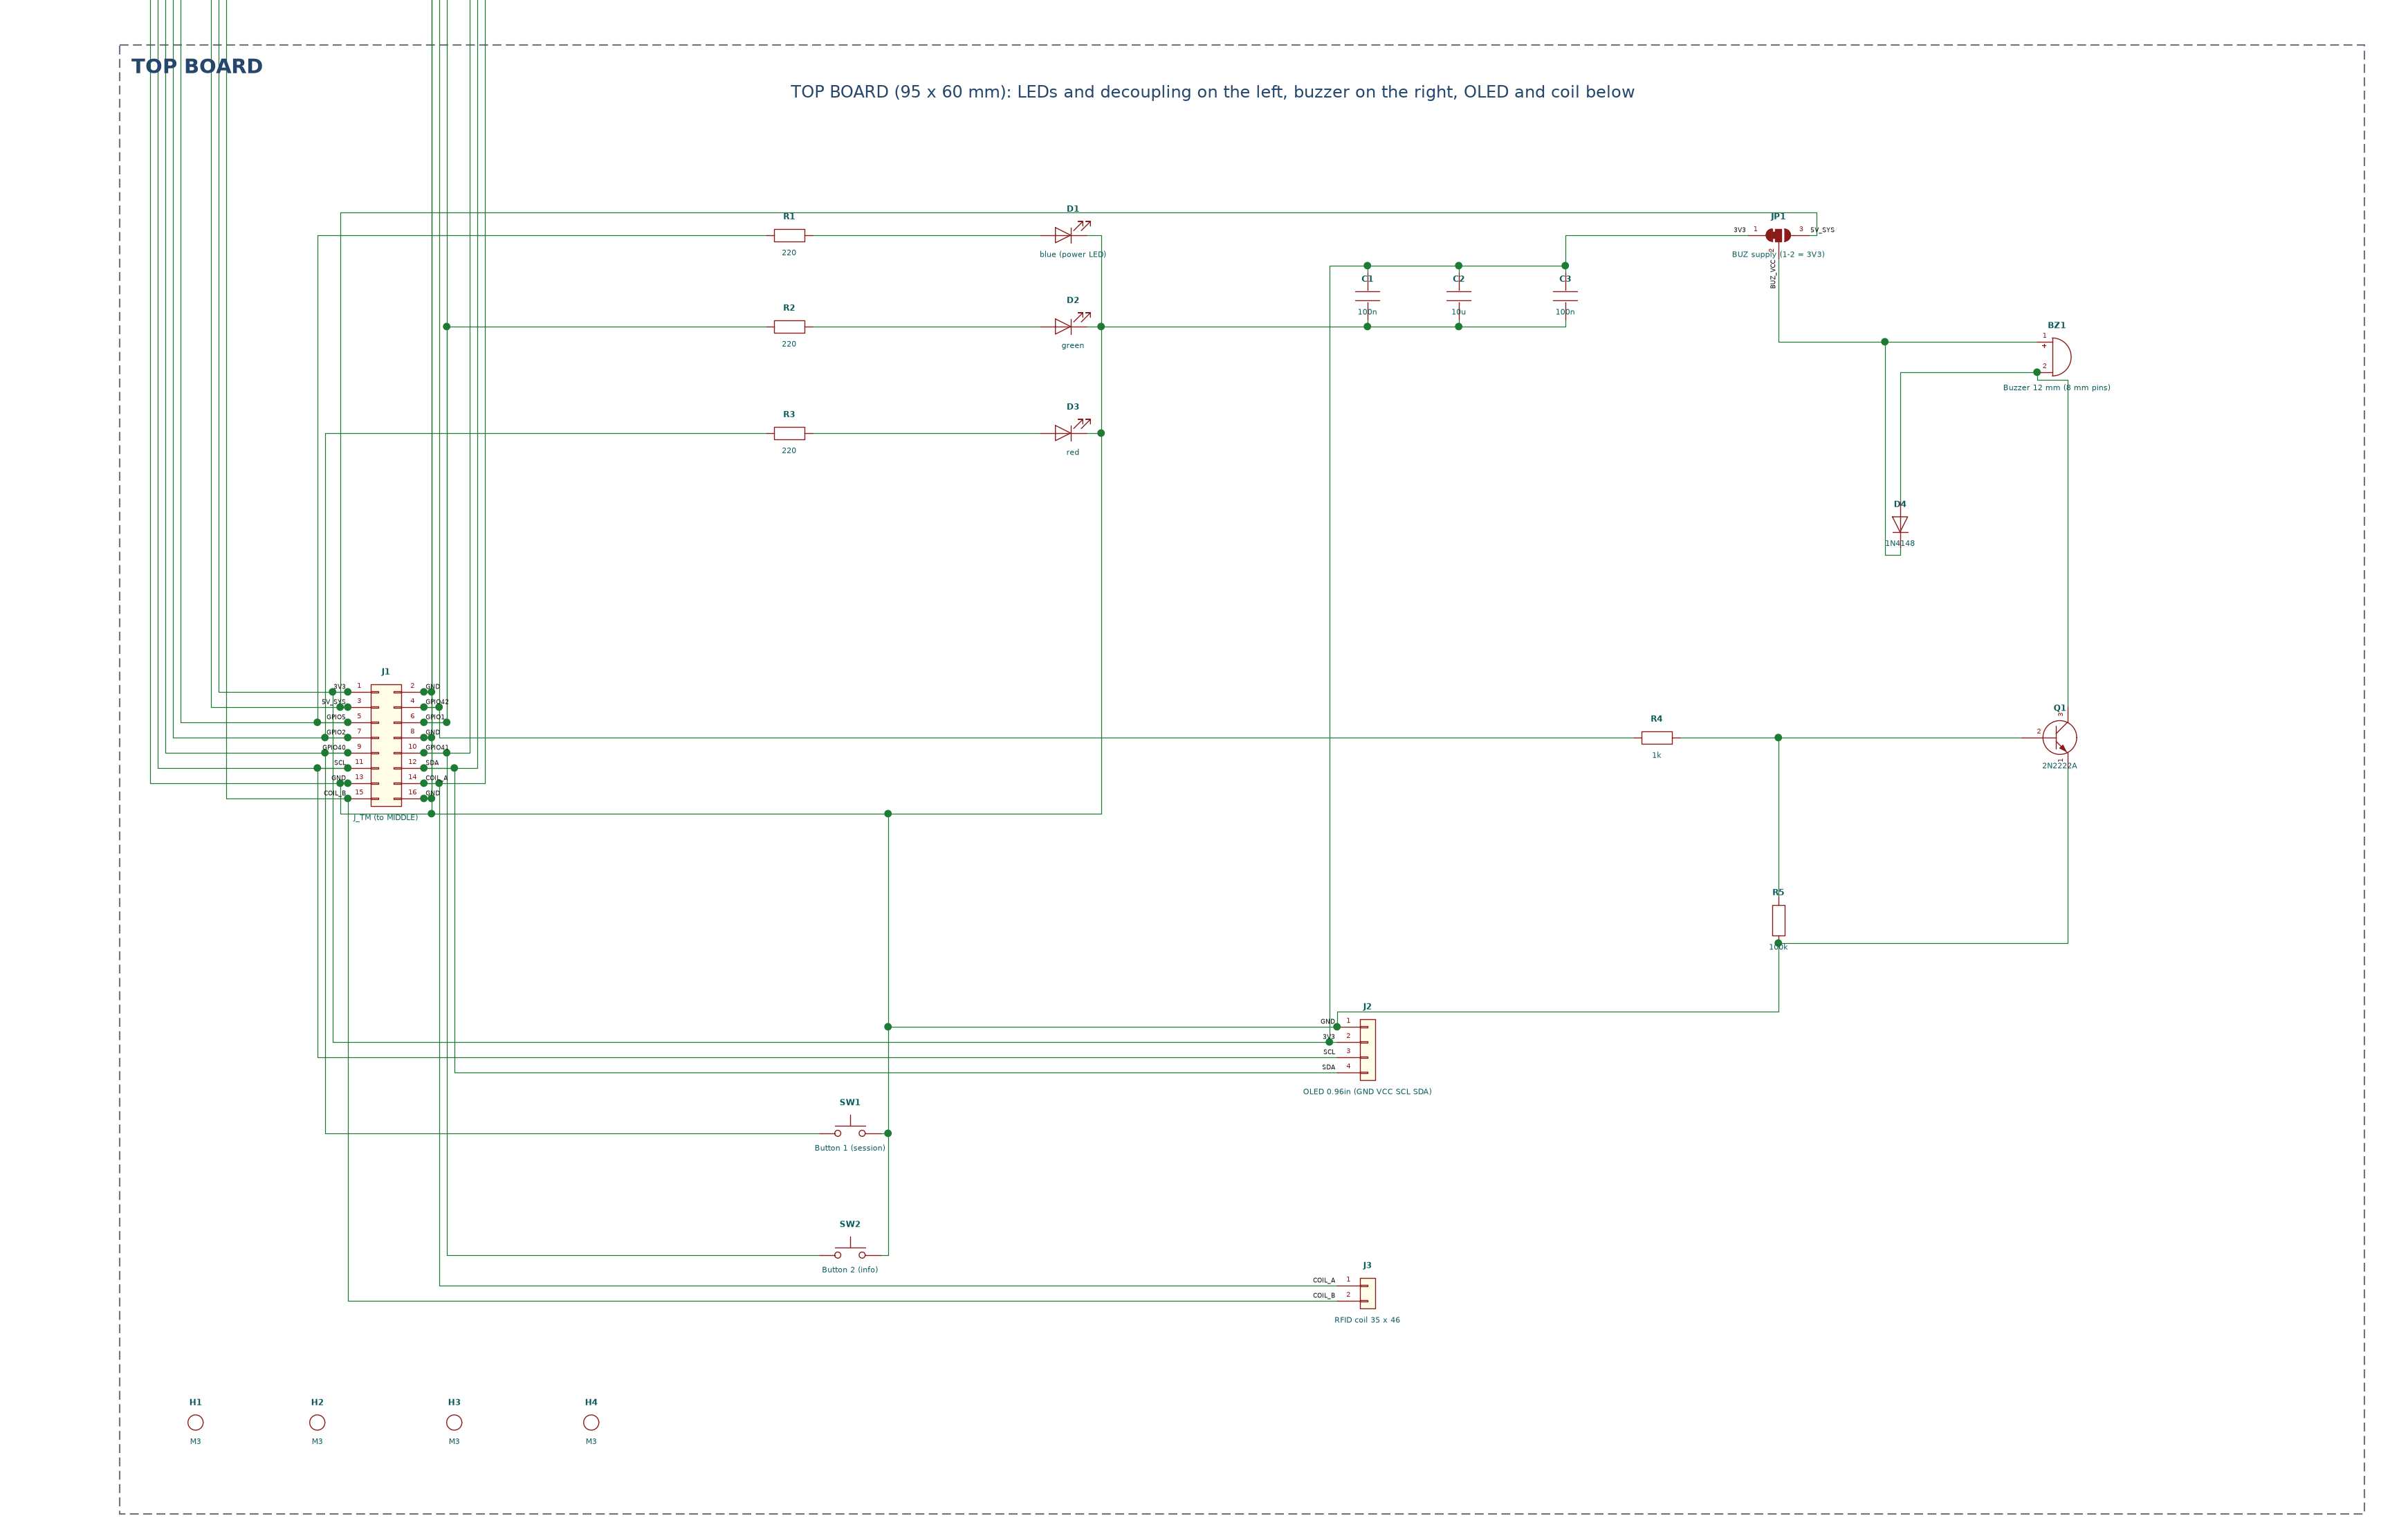 TOP BOARD
TOP BOARD (95 x 60 mm): LEDs and decoupling on the left, buzzer on the right, OLED and coil below
R1
220
D1
blue (power LED)
R2
220
D2
green
R3
220
D3
red
C1
100n
C2
10u
C3
100n
JP1
3V3 1
3 5V_SYS
2
BUZ_VCC
BUZ supply (1-2 = 3V3)
BZ1
1
+
2
Buzzer 12 mm (8 mm pins)
D4
1N4148
J1
3V3 1 2 GND
5V_SYS 3 4 GPIO42
GPIO5 5 6 GPIO1
GPIO2 7 8 GND
GPIO40 9 10 GPIO41
SCL 11 12 SDA
GND 13 14 COIL_A
COIL_B 15 16 GND
J_TM (to MIDDLE)
R4
1k
Q1
3
2
1
2N2222A
R5
100k
J2
GND 1
3V3 2
SCL 3
SDA 4
OLED 0.96in (GND VCC SCL SDA)
SW1
Button 1 (session)
SW2
Button 2 (info)
J3
COIL_A 1
COIL_B 2
RFID coil 35 x 46
H1
M3
H2
M3
H3
M3
H4
M3